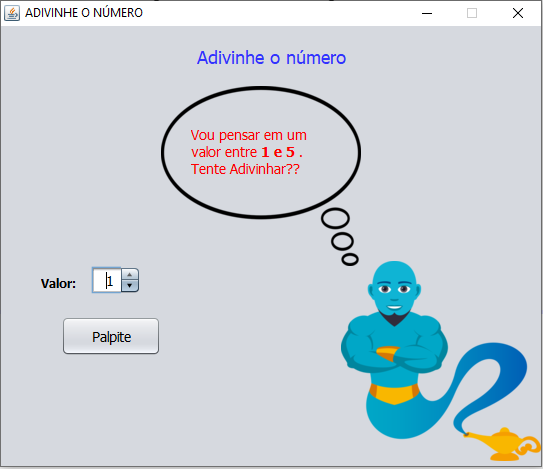 ADIVINHE O NÚMERO
Adivinhe o número
Vou pensar em um
valor entre 1 e 5 .
Tente Adivinhar??
Valor:
1
Palpite